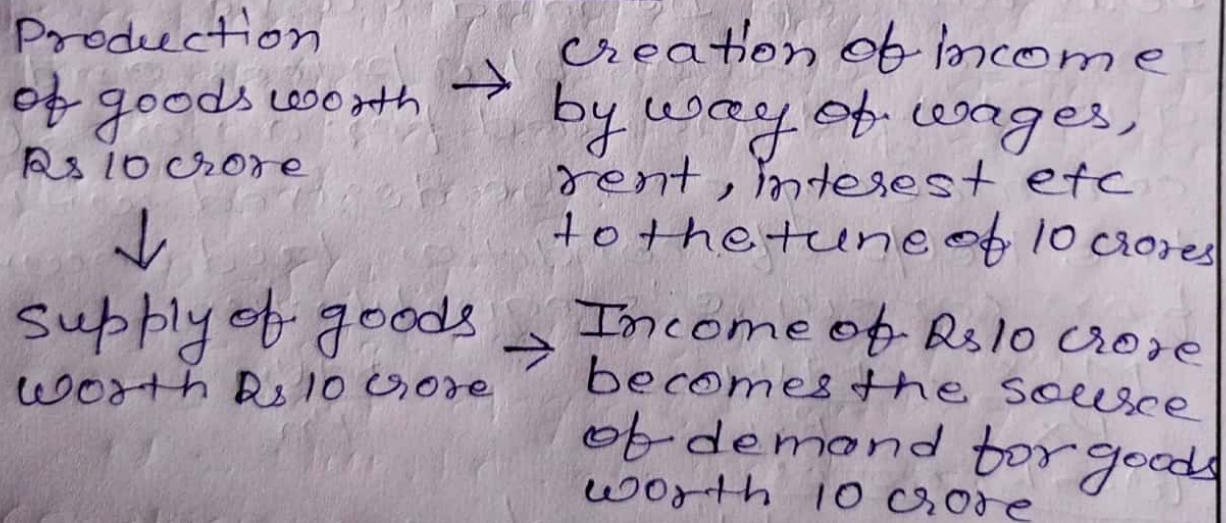 Production
of goods worth
Rs 10 crore
→
creation of income
by way of wages,
rent, interest etc
to the tune of 10 crores
↓
Supply of goods
worth Rs 10 crore
→
Income of Rs 10 crore
becomes the source
of demand for goods
worth 10 crore